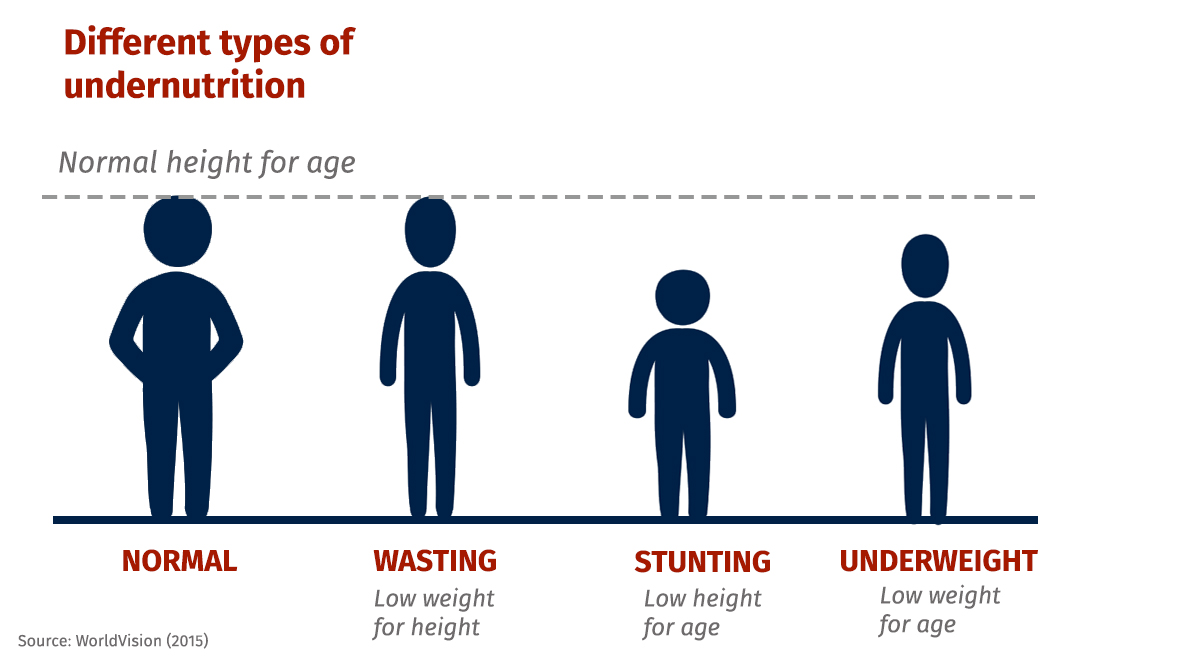 Different types of
undernutrition
Normal height for age
NORMAL
WASTING
Low weight
for height
STUNTING
Low height
for age
UNDERWEIGHT
Low weight
for age
Source: WorldVision (2015)